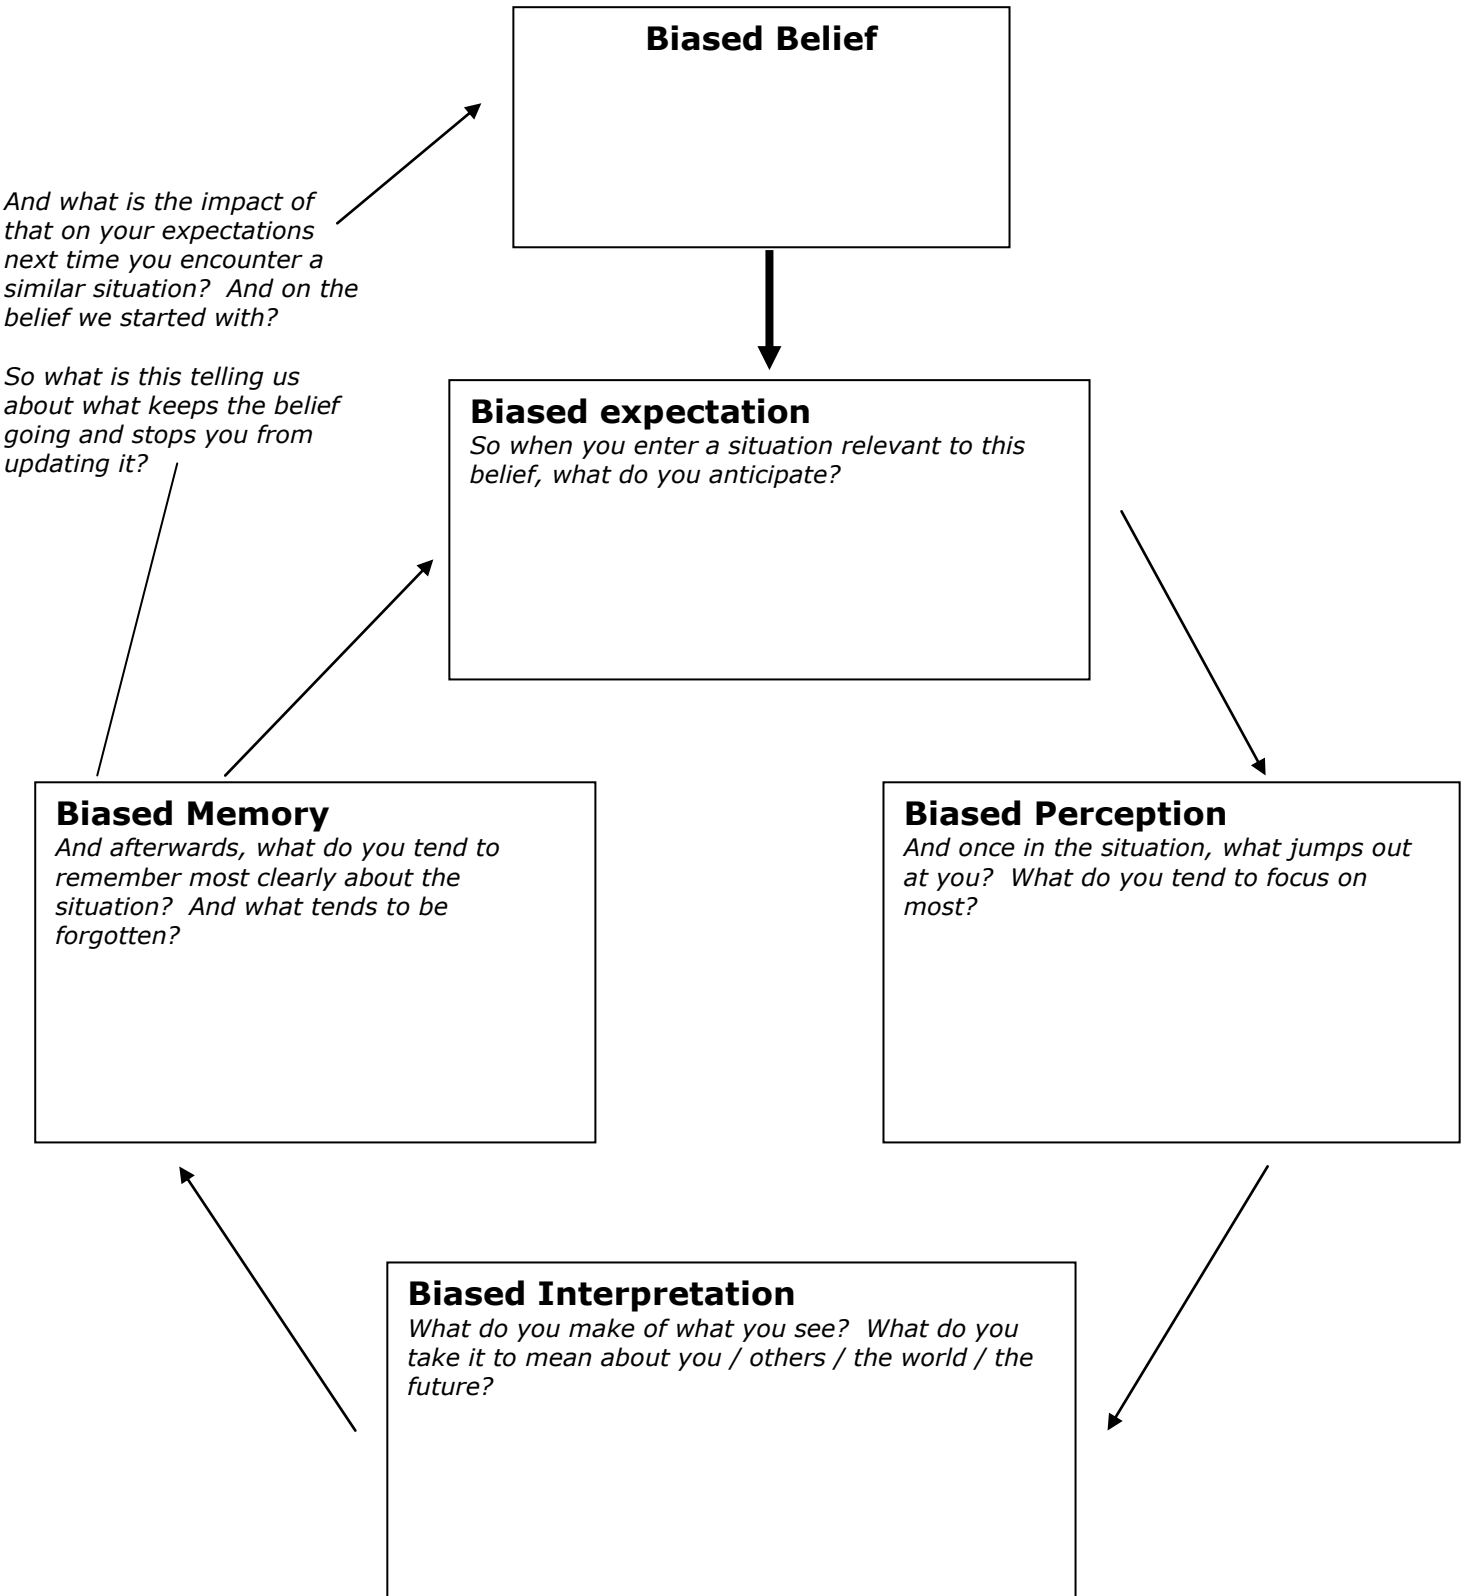 Biased Belief
And what is the impact of
that on your expectations
next time you encounter a
similar situation?  And on the
belief we started with?
So what is this telling us
about what keeps the belief
going and stops you from
updating it?
Biased expectation
So when you enter a situation relevant to this
belief, what do you anticipate?
Biased Memory
And afterwards, what do you tend to
remember most clearly about the
situation?  And what tends to be
forgotten?
Biased Perception
And once in the situation, what jumps out
at you?  What do you tend to focus on
most?
Biased Interpretation
What do you make of what you see?  What do you
take it to mean about you / others / the world / the
future?